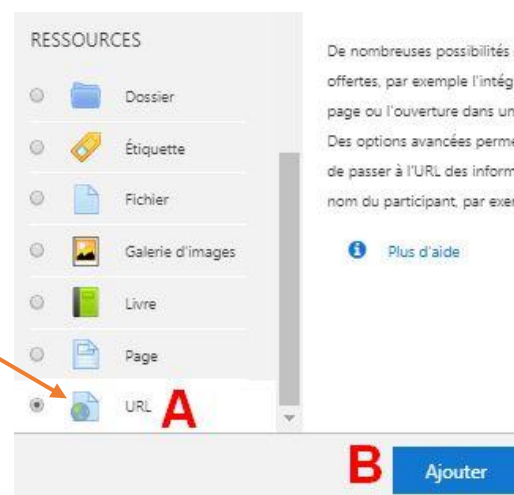 RESSOURCES
Dossier
Étiquette
Fichier
Galerie d'images
Livre
Page
URL A
De nombreuses possibilités
offertes, par exemple l'intég
page ou l'ouverture dans un
Des options avancées perme
de passer à l'URL des inform
nom du participant, par exer
Plus d'aide
B Ajouter